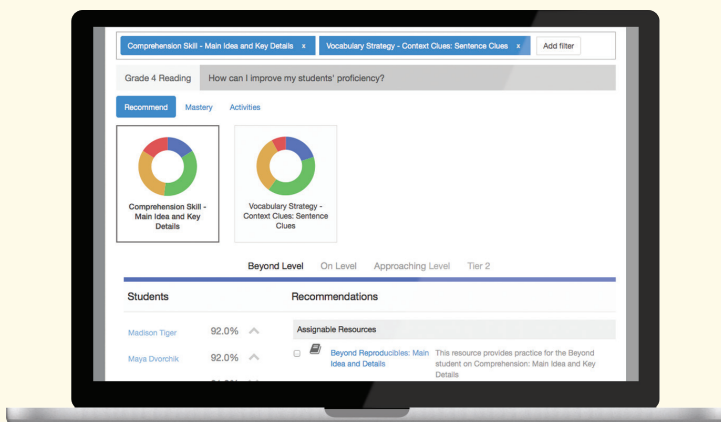 Comprehension Skill - Main Idea and Key Details x Vocabulary Strategy - Context Clues: Sentence Clues x Add filter
Grade 4 Reading How can I improve my students' proficiency?
Recommend Mastery Activities
Comprehension Skill -
Main Idea and Key
Details
Vocabulary Strategy -
Context Clues: Sentence
Clues
Beyond Level On Level Approaching Level Tier 2
Students Recommendations
Assignable Resources
Madison Tiger 92.0%
Maya Dvorchik 92.0%
Beyond Reproducibles: Main
Idea and Details
This resource provides practice for the Beyond
student on Comprehension: Main Idea and Key
Details